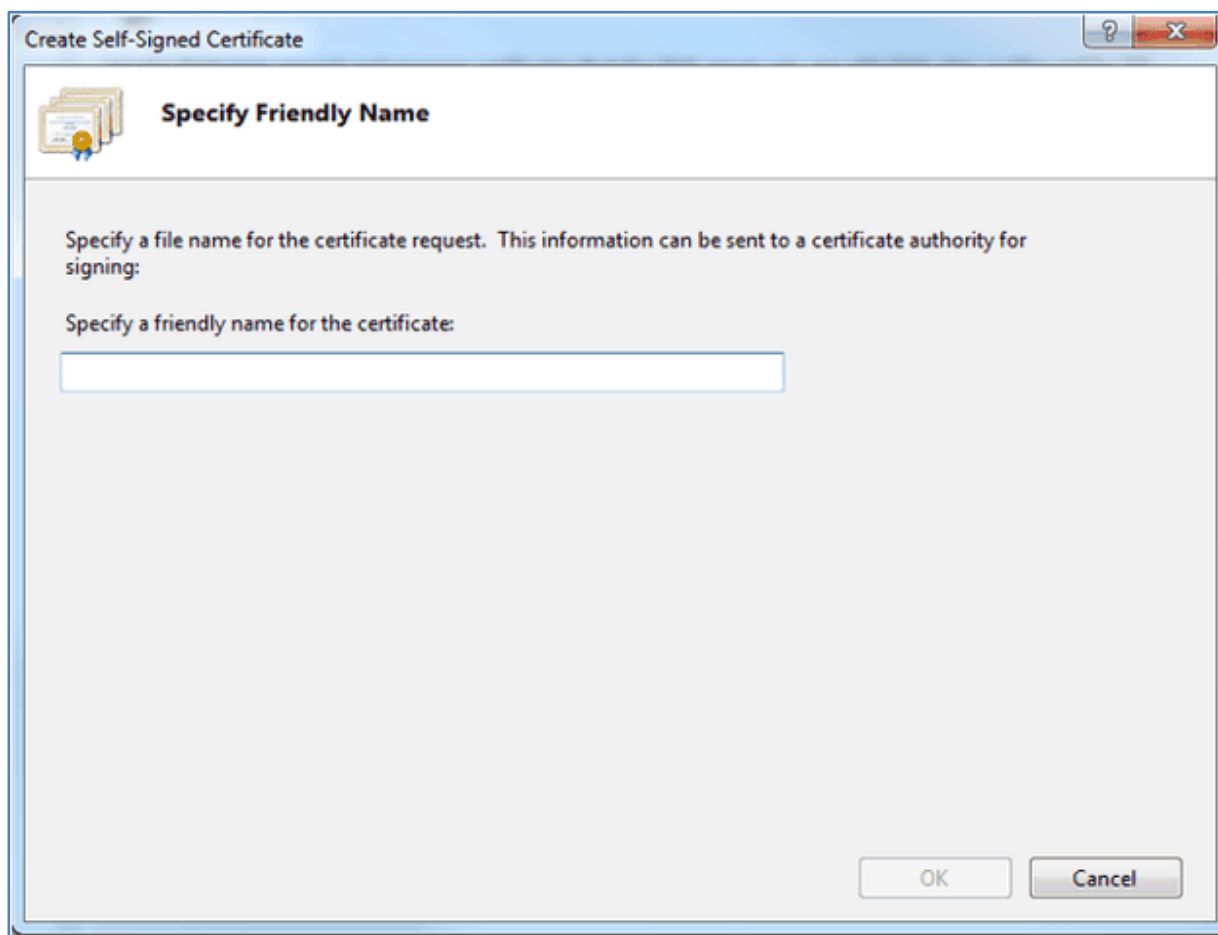 Create Self-Signed Certificate
Specify Friendly Name
Specify a file name for the certificate request.  This information can be sent to a certificate authority for
signing:
Specify a friendly name for the certificate:
OK
Cancel